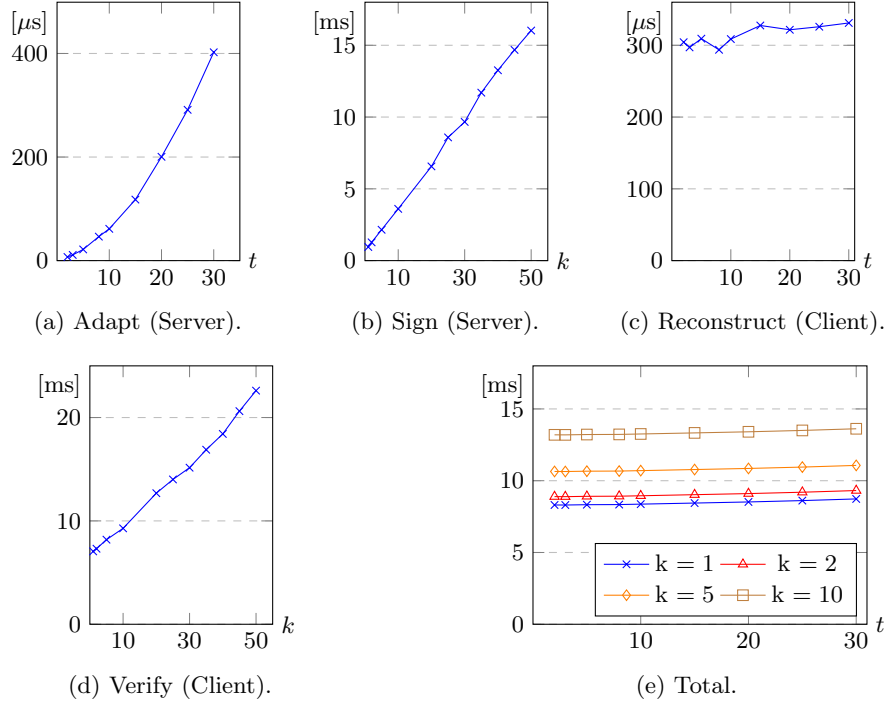 [µs]
400
200
0
10
20
30
t
(a) Adapt (Server).
[ms]
15
10
5
0
10
30
50
k
(b) Sign (Server).
[µs]
300
200
100
0
10
20
30
t
(c) Reconstruct (Client).
[ms]
20
10
0
10
30
50
k
(d) Verify (Client).
[ms]
15
10
5
0
10
20
30
t
k = 1
k = 2
k = 5
k = 10
(e) Total.